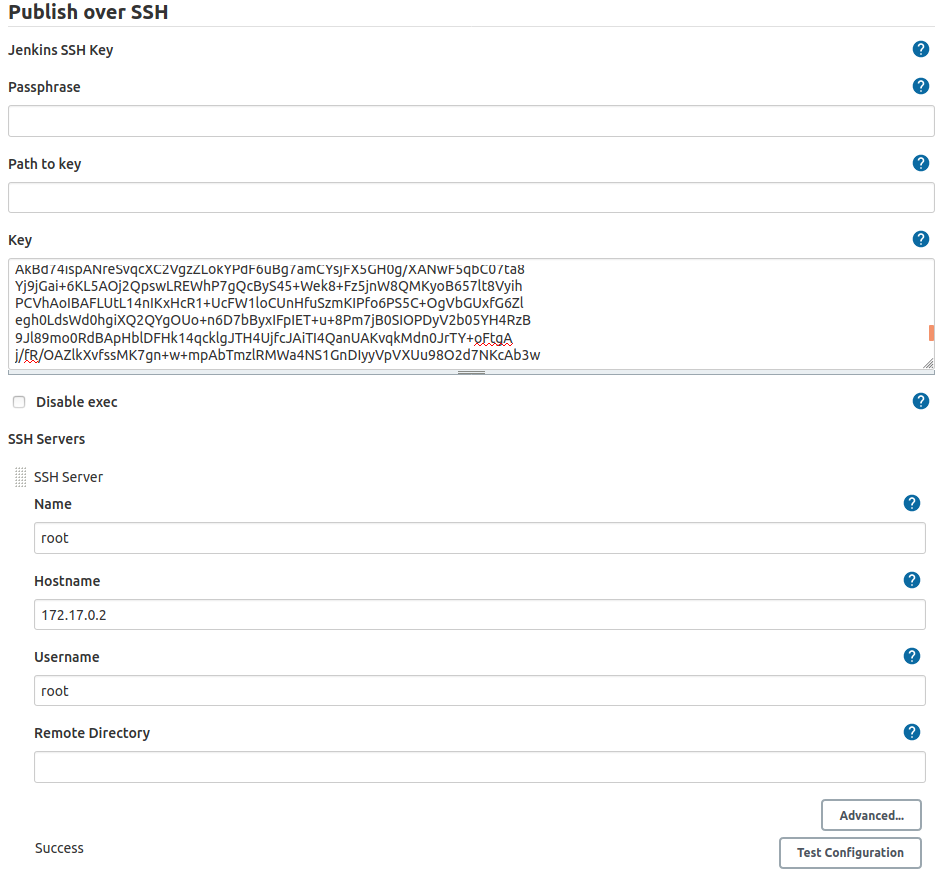 Publish over SSH
Jenkins SSH Key
Passphrase
Path to key
Key
AkBd74ispANreSvqcXC2VgzZLokYPdF6uBg7amCYsjFX5GH0g/XANwF5qbC07ta8
Yj9jGai+6KL5AOj2QpswLREWhP7gQcByS45+Wek8+Fz5jnW8QMKyoB657lt8Vyih
PCVhAoIBAFLUtL14nIKxHcR1+UcFW1loCUnHfuSzmKIPfo6PS5C+OgVbGUxfG6Zl
egh0LdsWd0hgiXQ2QYgOUo+n6D7bByxIFpIET+u+8Pm7jB0SIOPDyV2b05YH4RzB
9Jl89mo0RdBApHblDFHk14qcklgJTH4UjfcJAiTI4QanUAKvqkMdn0JrTY+oFtgA
j/fR/OAZlkXvfssMK7gn+w+mpAbTmzlRMWa4NS1GnDIyyVpVXUu98O2d7NKcAb3w
Disable exec
SSH Servers
SSH Server
Name
root
Hostname
172.17.0.2
Username
root
Remote Directory
Advanced...
Success
Test Configuration